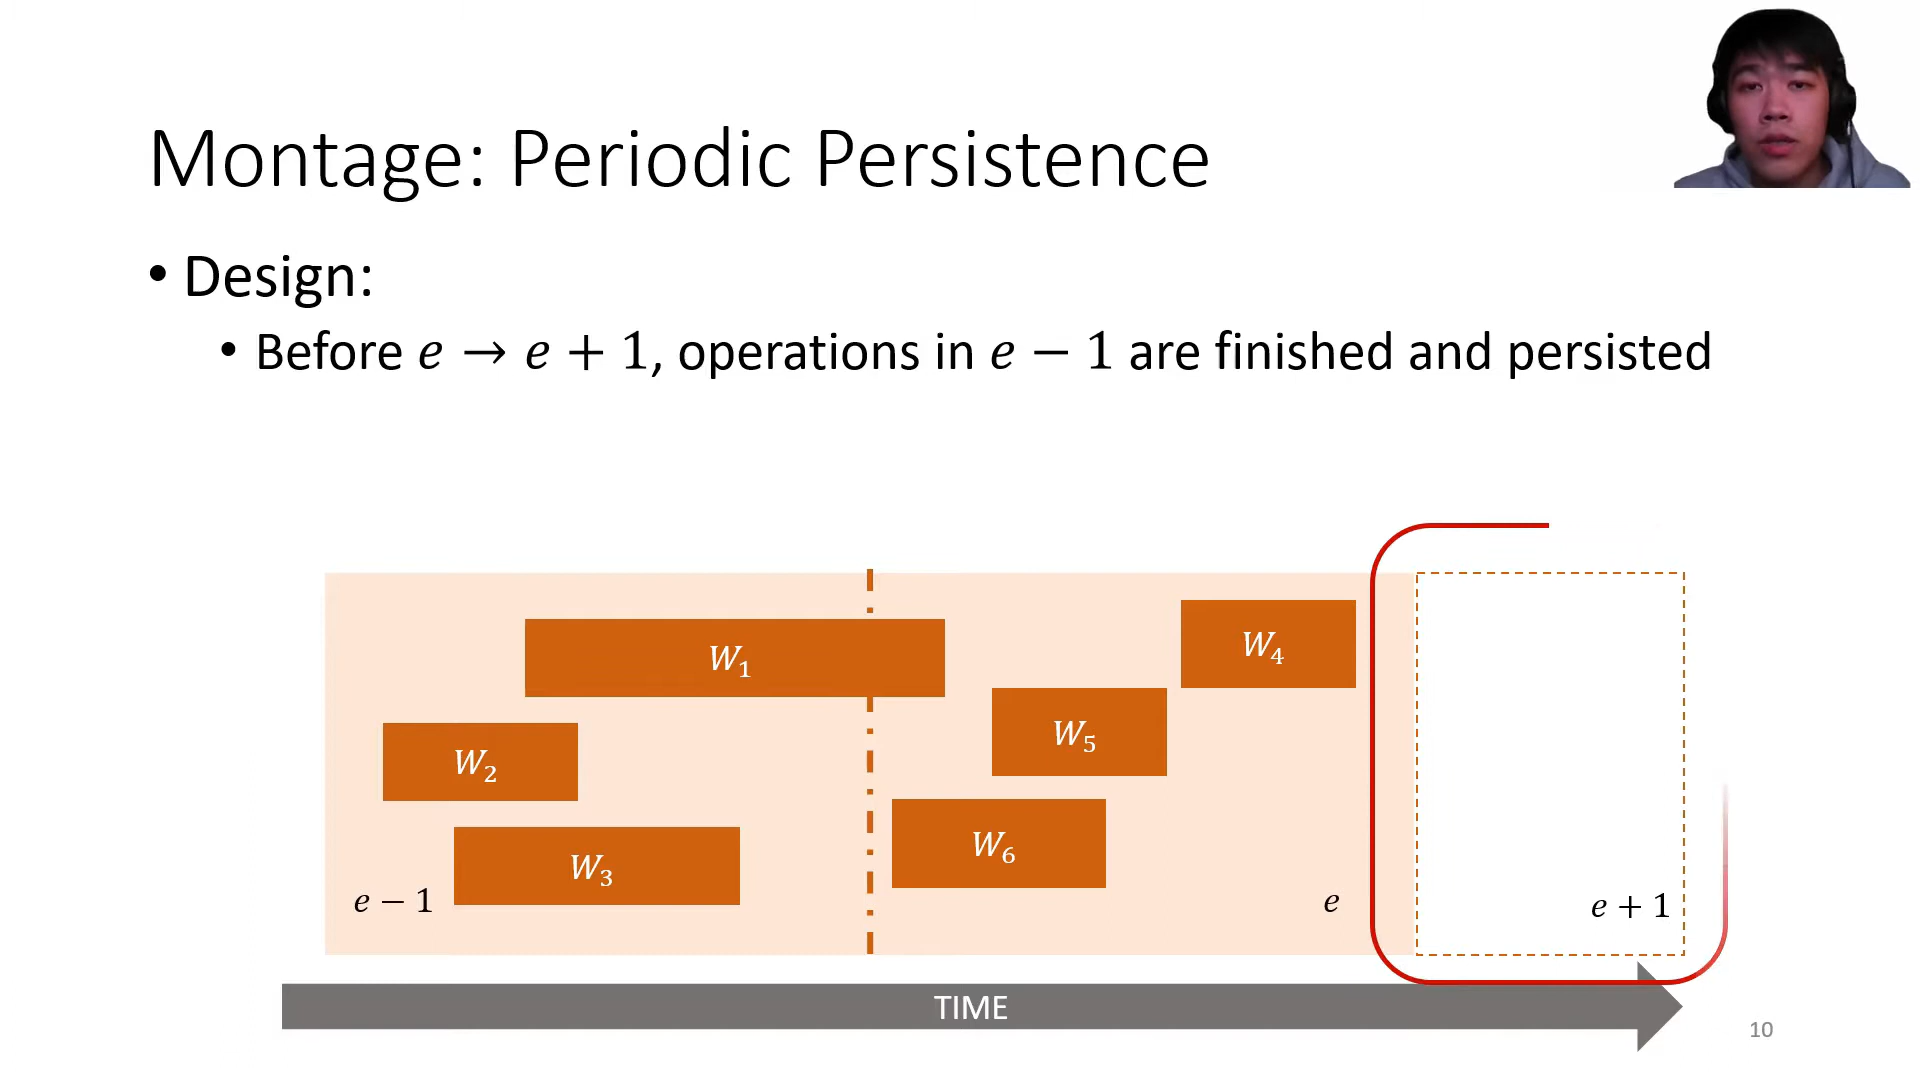 Montage: Periodic Persistence
• Design:
• Before e → e + 1, operations in e − 1 are finished and persisted
W₁
W₄
W₅
W₂
W₆
W₃
e − 1
e
e + 1
TIME
10